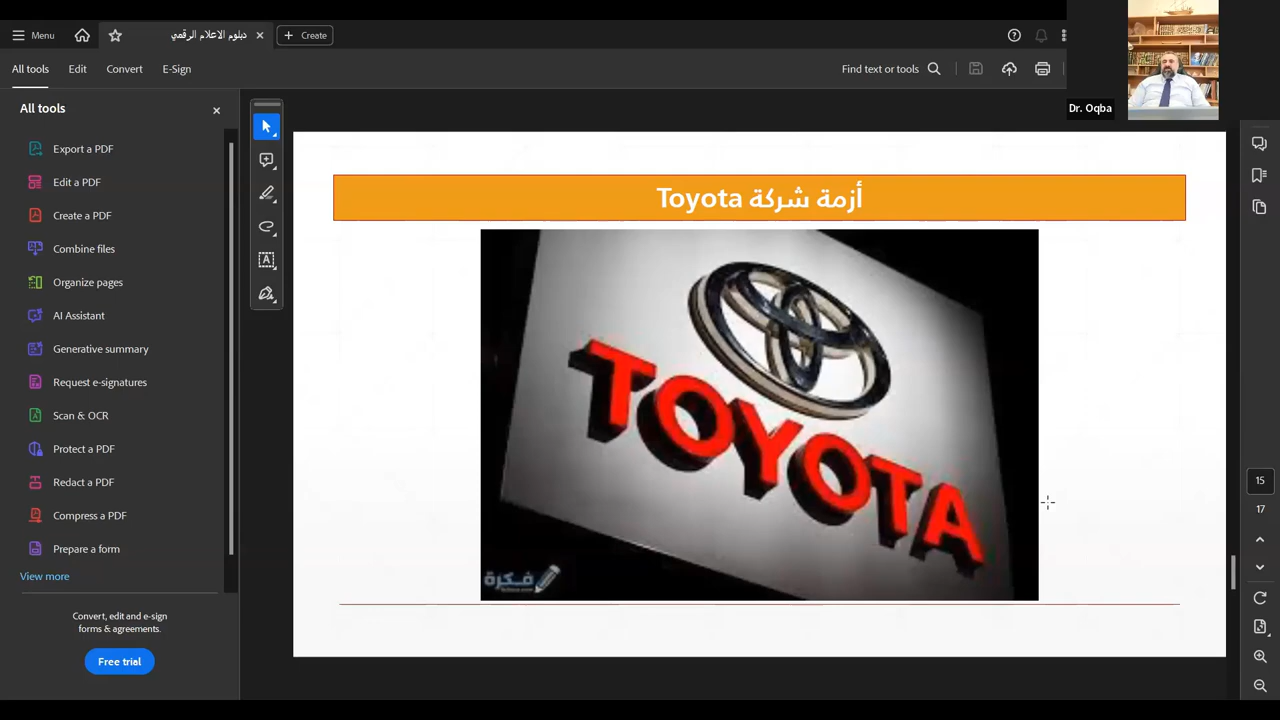 Menu
دبلوم الاعلام الرقمي
Create
All tools
Edit
Convert
E-Sign
Find text or tools
Dr. Oqba
All tools
Export a PDF
Edit a PDF
Create a PDF
Combine files
Organize pages
AI Assistant
Generative summary
Request e-signatures
Scan & OCR
Protect a PDF
Redact a PDF
Compress a PDF
Prepare a form
View more
Convert, edit and e-sign
forms & agreements.
Free trial
أزمة شركة Toyota
TOYOTA
فكرة
15
17